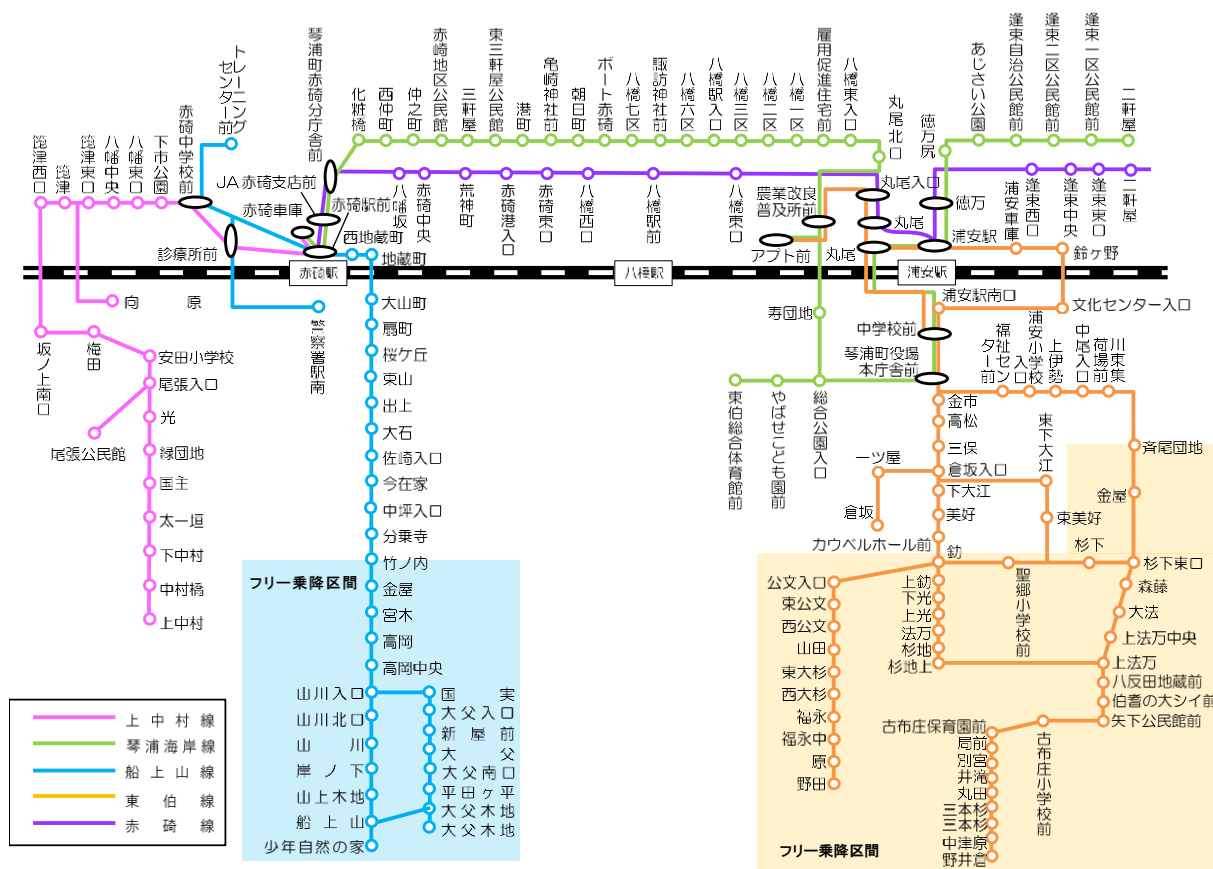 トレーニング
センター前
赤碕中学校前
下市公園
八幡東口
八幡中央
箆津東口
箆津
箆津西口
診療所前
向原
坂ノ上南口
梅田
安田小学校
尾張入口
尾張公民館
光
緑団地
国主
太一垣
下中村
中村橋
上中村
琴浦町赤碕分庁舎前
JA赤碕支店前
赤碕車庫
赤碕駅前
赤碕駅
八橋駅
浦安駅
化粧橋
西仲町
仲之町
赤崎地区公民館
三軒屋
東三軒屋公民館
港町
亀崎神社前
朝日町
ボート赤碕
八橋七区
諏訪神社前
八橋六区
八橋駅入口
八橋三区
八橋二区
八橋一区
雇用促進住宅前
八橋東入口
丸尾北口
徳万尻
あじさい公園
逢束自治公民館前
逢束二区公民館前
逢束一区公民館前
二軒屋
八幡坂
赤碕中央
荒神町
赤碕港入口
赤碕東口
八橋西口
八橋駅前
八橋東口
丸尾入口
丸尾
丸尾
徳万
浦安駅
浦安車庫
逢束西口
逢束中央
逢束東口
二軒屋
農業改良
普及所前
アプト前
寿団地
総合公園入口
やばせこども園前
東伯総合体育館前
浦安駅南口
中学校前
琴浦町役場
本庁舎前
鈴ヶ野
文化センター入口
福祉セン
ター前
浦安小学校
入口
上伊勢
中尾入口
荷場前
川東集
斉尾団地
金屋
杉下東口
杉下
聖郷小学校前
東下大江
東美好
金市
高松
三保
倉坂入口
一ツ屋
倉坂
下大江
美好
カウベルホール前
釛
上釛
下光
上光
法万
杉地
杉地上
公文入口
東公文
西公文
山田
東大杉
西大杉
福永
福永中
原
野田
森藤
大法
上法万中央
上法万
八反田地蔵前
伯耆の大シイ前
矢下公民館前
古布庄小学校前
古布庄保育園前
局前
別宮
井滝
丸田
三本杉
三本杉
中津原
野井倉
フリー乗降区間
西地蔵町
地蔵町
警察署駅南
大山町
扇町
桜ケ丘
東山
出上
大石
佐崎入口
今在家
中坪入口
分乗寺
竹ノ内
フリー乗降区間
金屋
宮木
高岡
高岡中央
山川入口
山川北口
山川
岸ノ下
山上木地
船上山
少年自然の家
国実
大父入口
新屋前
大父
大父南口
平田ヶ平
大父木地
大父木地
上中村線
琴浦海岸線
船上山線
東伯線
赤碕線